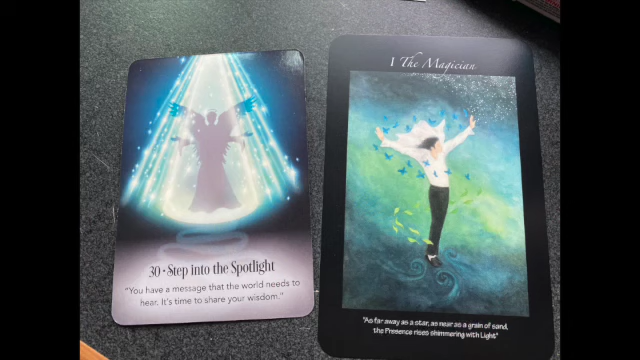 30 • Step into the Spotlight
"You have a message that the world needs to
hear. It's time to share your wisdom."
I The Magician
"As far away as a star, as near as a grain of sand,
the Presence rises shimmering with Light"